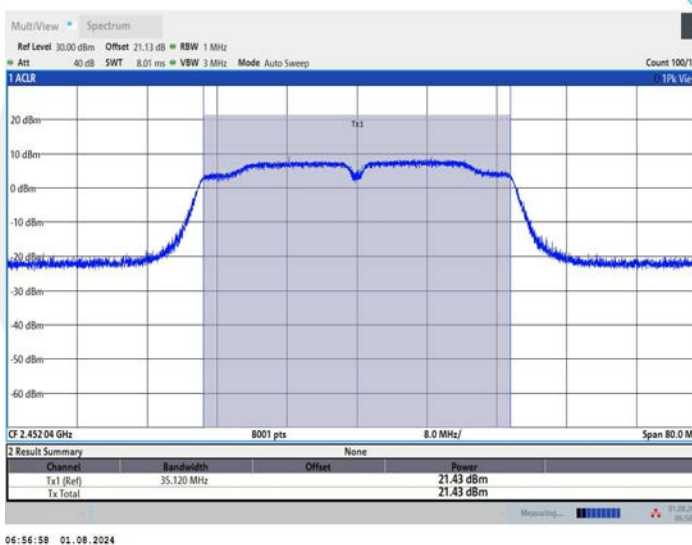 MultiView Spectrum
Ref Level 30.00 dBm Offset 21.13 dB RBW 1 MHz
Att 40 dB SWT 8.01 ms VBW 3 MHz Mode Auto Sweep Count 100/1
1 ACLR 1Pk Vie
Tx1
20 dBm
10 dBm
0 dBm
-10 dBm
-20 dBm
-30 dBm
-40 dBm
-50 dBm
-60 dBm
CF 2.452 04 GHz 8001 pts 8.0 MHz/ Span 80.0 M
2 Result Summary None
Channel Bandwidth Offset Power
Tx1 (Ref) 35.120 MHz 21.43 dBm
Tx Total 21.43 dBm
Measuring...
06:56:58 01.08.2024